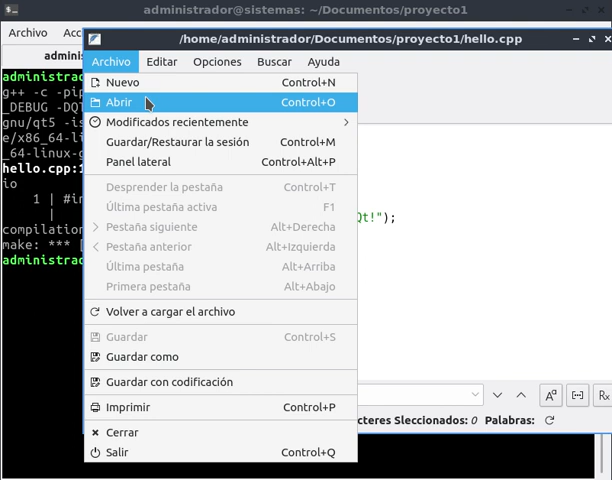 administrador@sistemas: ~/Documentos/proyecto1
Archivo
/home/administrador/Documentos/proyecto1/hello.cpp
Archivo Editar Opciones Buscar Ayuda
Nuevo Control+N
Abrir Control+O
Modificados recientemente
Guardar/Restaurar la sesión Control+M
Panel lateral Control+Alt+P
Desprender la pestaña Control+T
Última pestaña activa F1
Pestaña siguiente Alt+Derecha
Pestaña anterior Alt+Izquierda
Última pestaña Alt+Arriba
Primera pestaña Alt+Abajo
Volver a cargar el archivo
Guardar Control+S
Guardar como
Guardar con codificación
Imprimir Control+P
Cerrar
Salir Control+Q
g++ -c -pip
_DEBUG -DQT
gnu/qt5 -is
e/x86_64-li
_64-linux-g
hello.cpp:1
io
1 | #in
|
compilation
make: *** [
Qt!");
cteres Sleccionados: 0 Palabras: